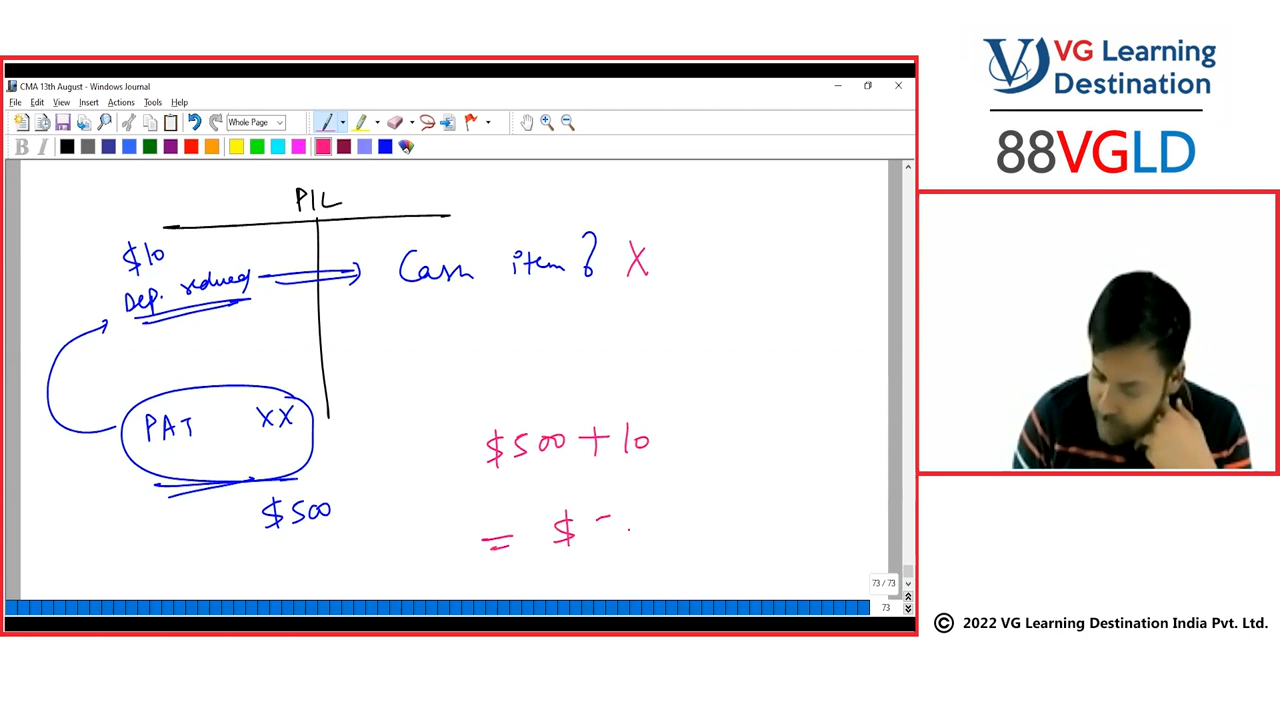 CMA 13th August - Windows Journal
File Edit View Insert Actions Tools Help
Whole Page
B I
P/L
$10
Dep. reduced
Cash item? X
PAT XX
$500
$500 + 10
= $
73 / 73
73
VG Learning
Destination
88VGLD
© 2022 VG Learning Destination India Pvt. Ltd.